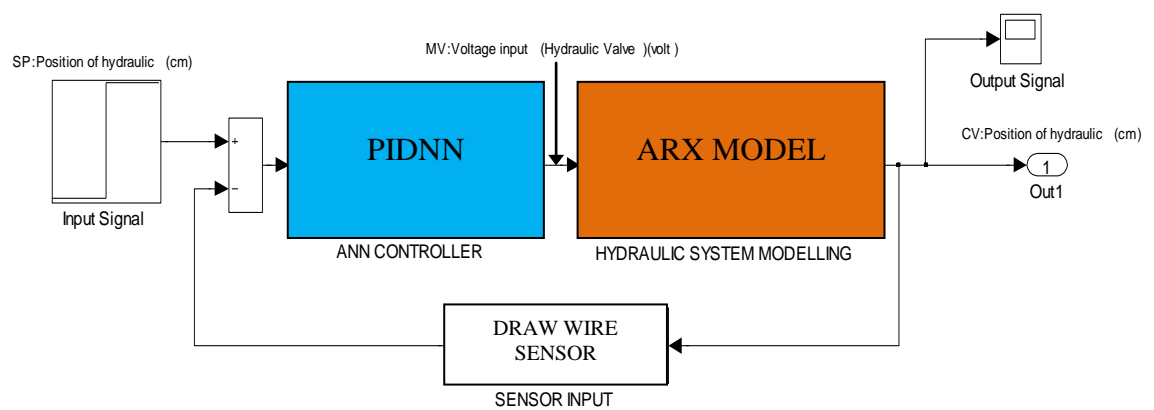 MV:Voltage input (Hydraulic Valve )(volt )
SP:Position of hydraulic (cm)
Output Signal
CV:Position of hydraulic (cm)
+
PIDNN
ARX MODEL
1
−
Out1
Input Signal
ANN CONTROLLER
HYDRAULIC SYSTEM MODELLING
DRAW WIRE
SENSOR
SENSOR INPUT